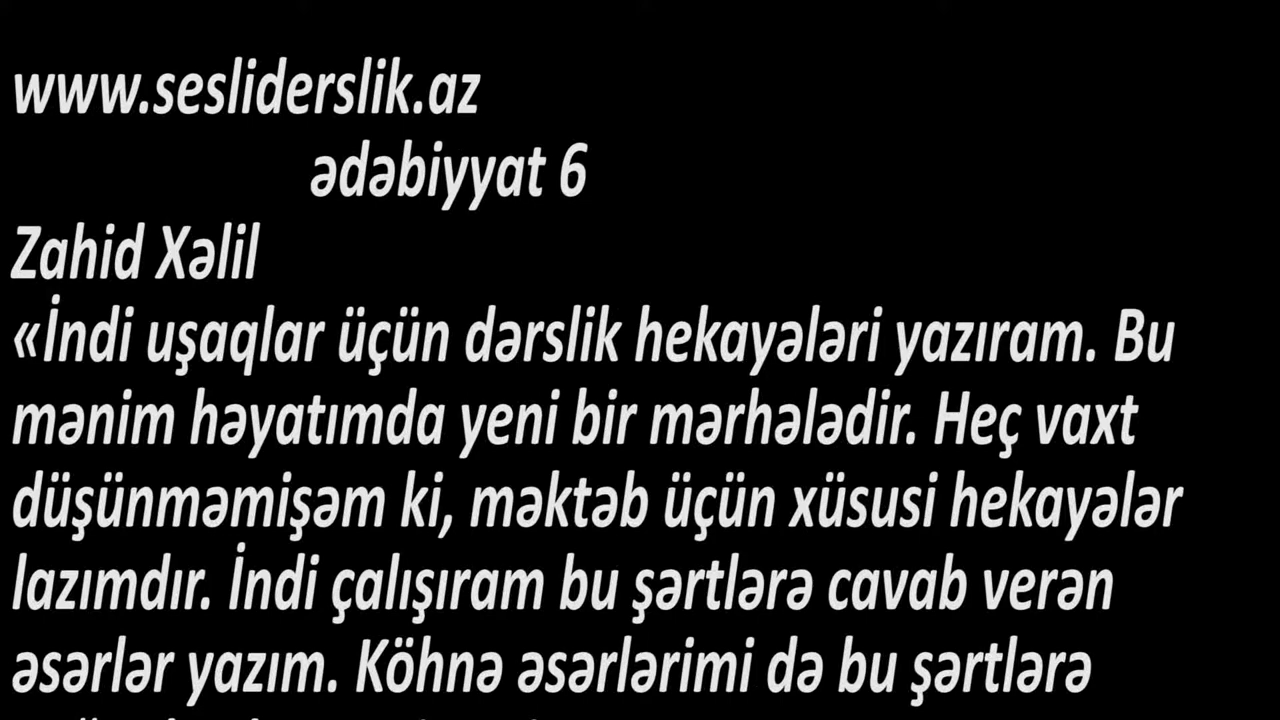 www.sesliderslik.az
ədəbiyyat 6
Zahid Xəlil
«İndi uşaqlar üçün dərslik hekayələri yazıram. Bu
mənim həyatımda yeni bir mərhələdir. Heç vaxt
düşünməmişəm ki, məktəb üçün xüsusi hekayələr
lazımdır. İndi çalışıram bu şərtlərə cavab verən
əsərlər yazım. Köhnə əsərlərimi də bu şərtlərə